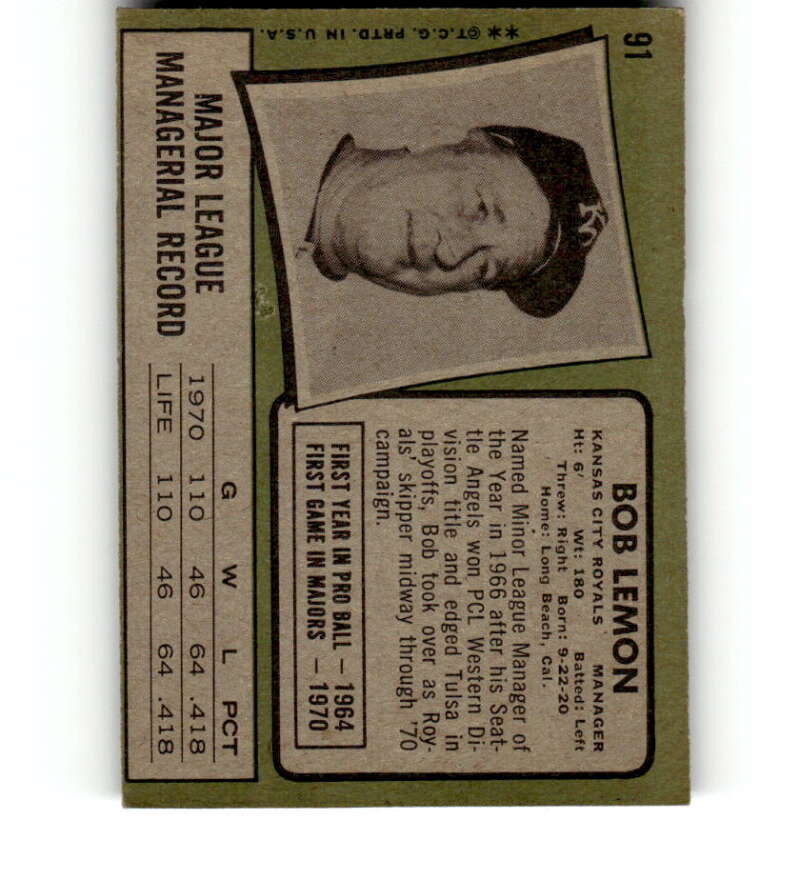 91
**©T.C.G. PRTD. IN U.S.A.
KC
BOB LEMON
KANSAS CITY ROYALS MANAGER
Ht: 6' Wt: 180 Batted: Left
Threw: Right Born: 9-22-20
Home: Long Beach, Cal.
Named Minor League Manager of
the Year in 1966 after his Seat-
tle Angels won PCL Western Di-
vision title and edged Tulsa in
playoffs, Bob took over as Roy-
als' skipper midway through '70
campaign.
FIRST YEAR IN PRO BALL — 1964
FIRST GAME IN MAJORS — 1970
MAJOR LEAGUE
MANAGERIAL RECORD
G W L PCT
1970 110 46 64 .418
LIFE 110 46 64 .418